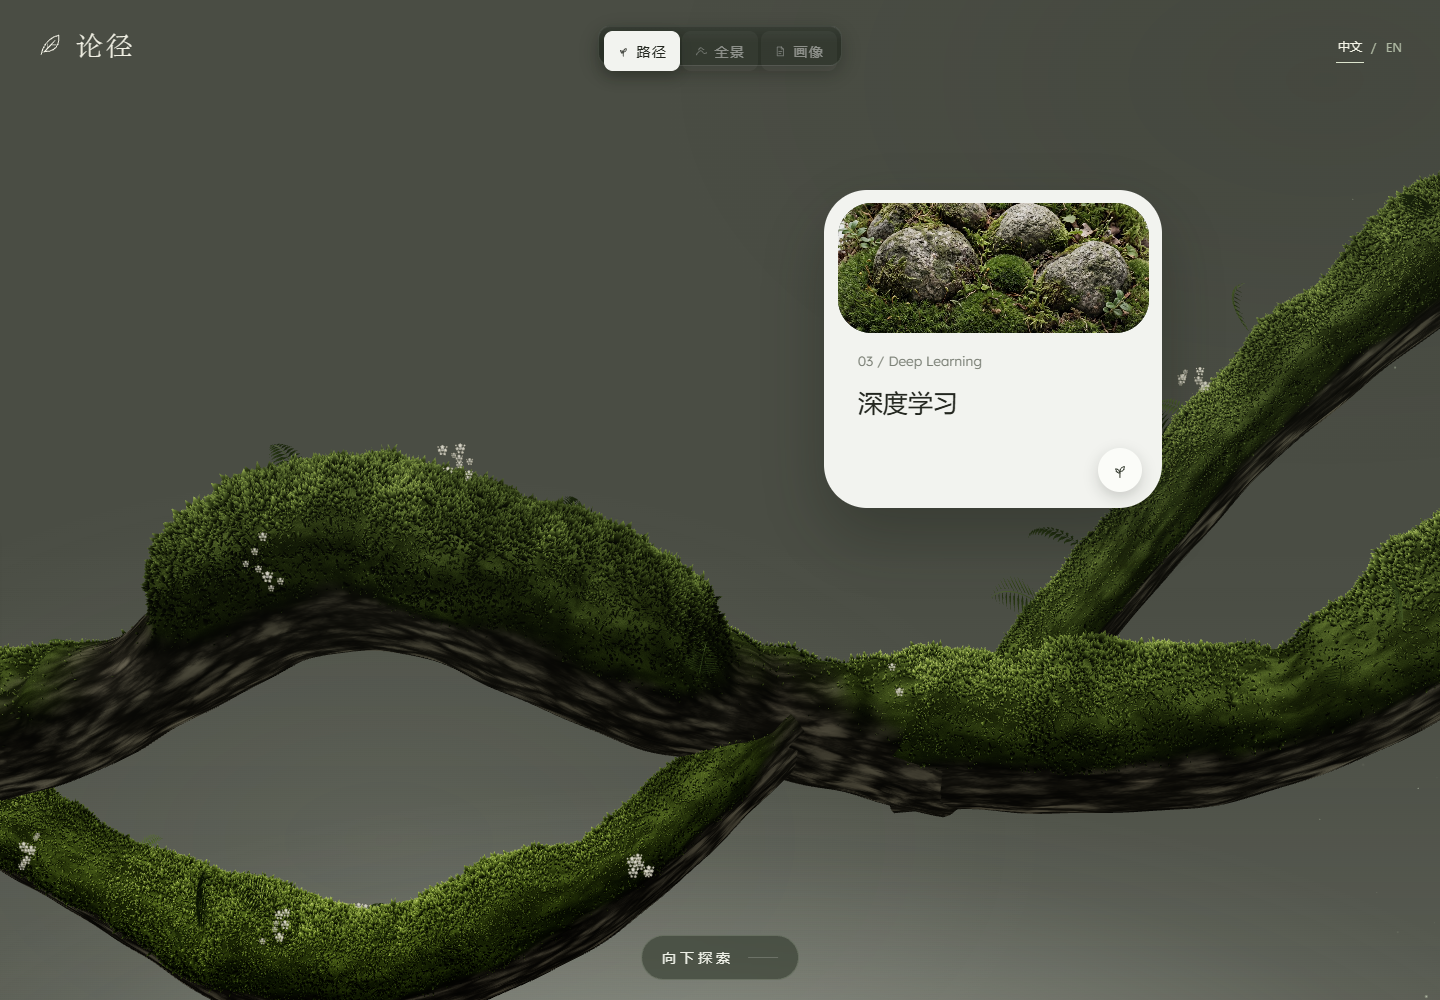 论径
路径
全景
画像
中文 / EN
03 / Deep Learning
深度学习
向下探索